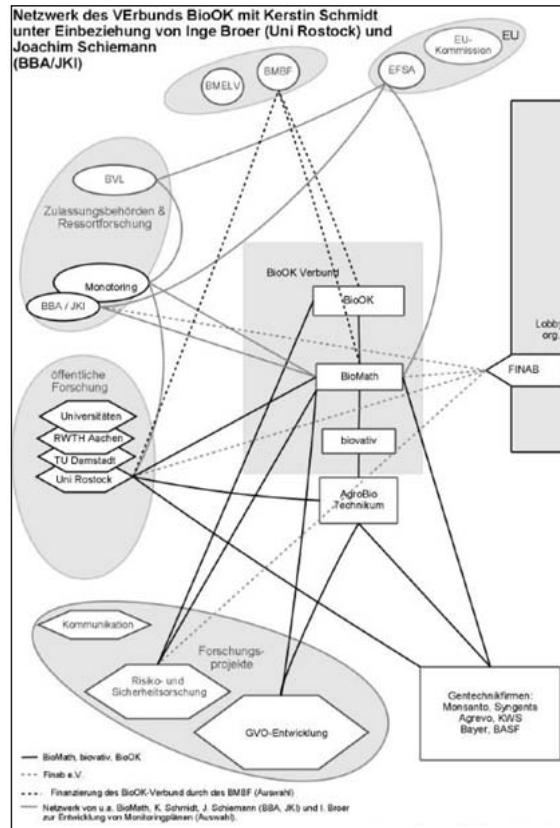 Netzwerk des VErbunds BioOK mit Kerstin Schmidt
unter Einbeziehung von Inge Broer (Uni Rostock) und
Joachim Schiemann
(BBA/JKI)
EU-
Kommission
EU
BMBF
BMELV
EFSA
BVL
Zulassungsbehörden &
Ressortforschung
Monotoring
BBA / JKI
BioOK Verbund
BioOK
Lobby
org.
FINAB
BioMath
öffentliche
Forschung
Universitäten
RWTH Aachen
TU Damstadt
Uni Rostock
biovativ
AgroBio
Technikum
Kommunikation
Forschungs-
projekte
Risiko- und
Sicherheitsorschung
GVO-Entwicklung
Gentechnikfirmen:
Monsanto, Syngenta
Agrevo, KWS
Bayer, BASF
BioMath, biovativ, BioOK
Finab e.V.
Finanzierung des BioOK-Verbund durch des BMBF (Auswahl)
Netzwerk von u.a. BioMath, K. Schmidt, J. Schiemann (BBA, JKI) und I. Broer
zur Entwicklung von Monitoringplänen (Auswahl).